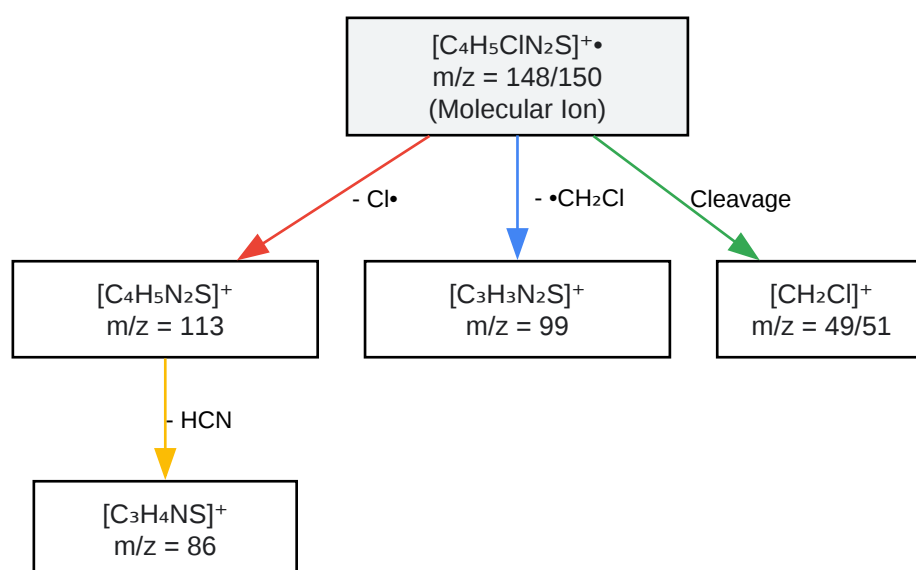 [C₄H₅ClN₂S]⁺•
m/z = 148/150
(Molecular Ion)
- Cl•
- •CH₂Cl
Cleavage
[C₄H₅N₂S]⁺
m/z = 113
[C₃H₃N₂S]⁺
m/z = 99
[CH₂Cl]⁺
m/z = 49/51
- HCN
[C₃H₄NS]⁺
m/z = 86